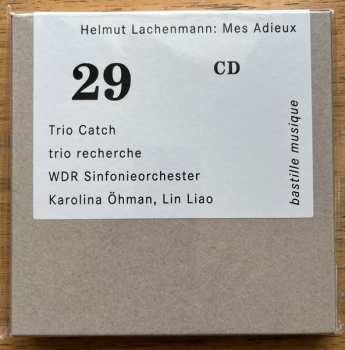 Helmut Lachenmann: Mes Adieux
29
CD
Trio Catch
trio recherche
WDR Sinfonieorchester
Karolina Öhman, Lin Liao
bastille musique